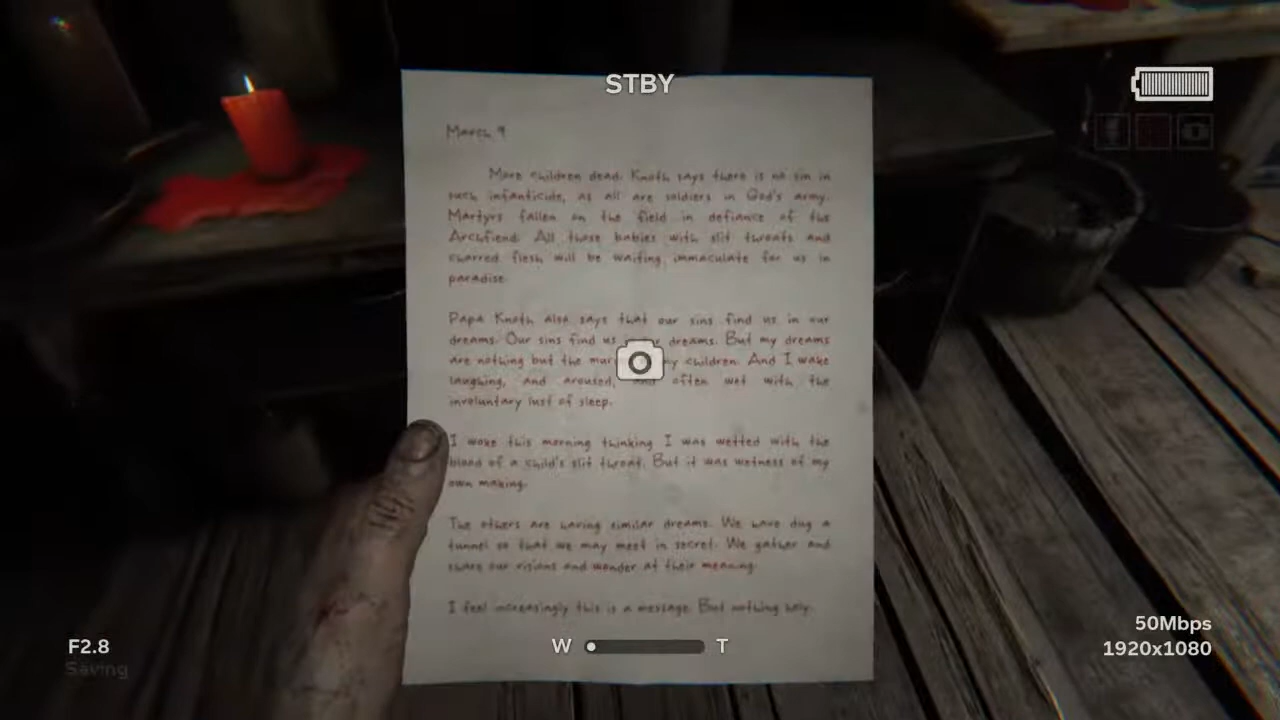 STBY
March 9
More children dead. Knoth says there is no sin in
such infanticide, as all are soldiers in God's army.
Martyrs fallen on the field in defiance of the
Archfiend. All those babies with slit throats and
charred flesh will be waiting immaculate for us in
paradise.
Papa Knoth also says that our sins find us in our
dreams. Our sins find us dreams. But my dreams
are nothing but the my children. And I wake
laughing, and aroused, and often wet with the
involuntary lust of sleep.
I woke this morning thinking I was wetted with the
blood of a child's slit throat. But it was wetness of my
own making.
The others are having similar dreams. We have dug a
tunnel so that we may meet in secret. We gather and
share our visions and wonder at their meaning.
I feel increasingly this is a message. But nothing holy.
F2.8
Saving
W T
50Mbps
1920x1080